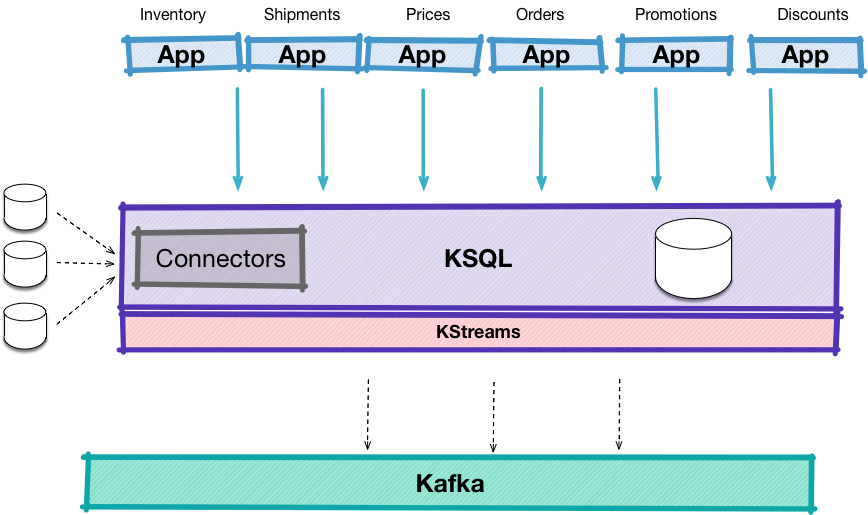 Inventory Shipments Prices Orders Promotions Discounts
App App App App App App
Connectors KSQL
KStreams
Kafka